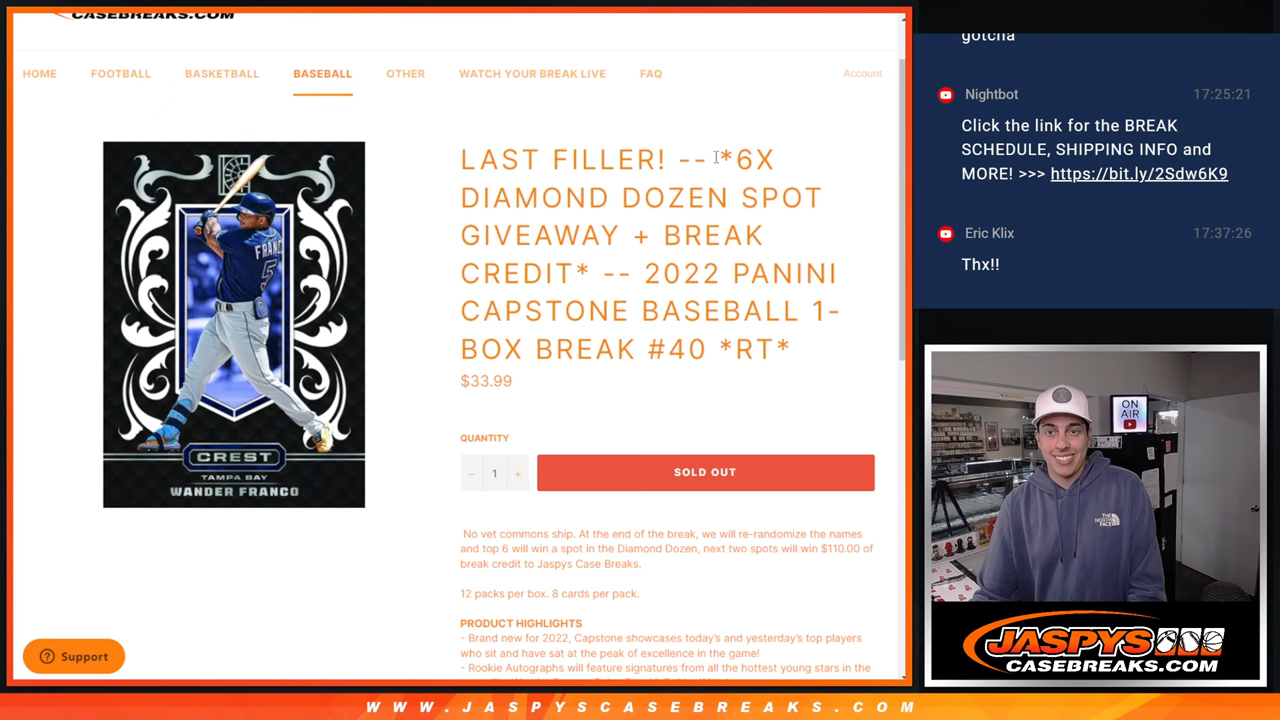 CASEBREAKS.COM
HOME
FOOTBALL
BASKETBALL
BASEBALL
OTHER
WATCH YOUR BREAK LIVE
FAQ
Account
FRANCO
5
CREST
TAMPA BAY
WANDER FRANCO
LAST FILLER! -- *6X
DIAMOND DOZEN SPOT
GIVEAWAY + BREAK
CREDIT* -- 2022 PANINI
CAPSTONE BASEBALL 1-
BOX BREAK #40 *RT*
$33.99
QUANTITY
− 1 +
SOLD OUT
No vet commons ship. At the end of the break, we will re-randomize the names
and top 6 will win a spot in the Diamond Dozen, next two spots will win $110.00 of
break credit to Jaspys Case Breaks.
12 packs per box. 8 cards per pack.
PRODUCT HIGHLIGHTS
- Brand new for 2022, Capstone showcases today's and yesterday's top players
who sit and have sat at the peak of excellence in the game!
- Rookie Autographs will feature signatures from all the hottest young stars in the
Support
gotcha
Nightbot
17:25:21
Click the link for the BREAK
SCHEDULE, SHIPPING INFO and
MORE! >>> https://bit.ly/2Sdw6K9
Eric Klix
17:37:26
Thx!!
ON
AIR
THE
NORTH
FACE
JASPYS
CASEBREAKS.COM
WWW.JASPYSCASEBREAKS.COM